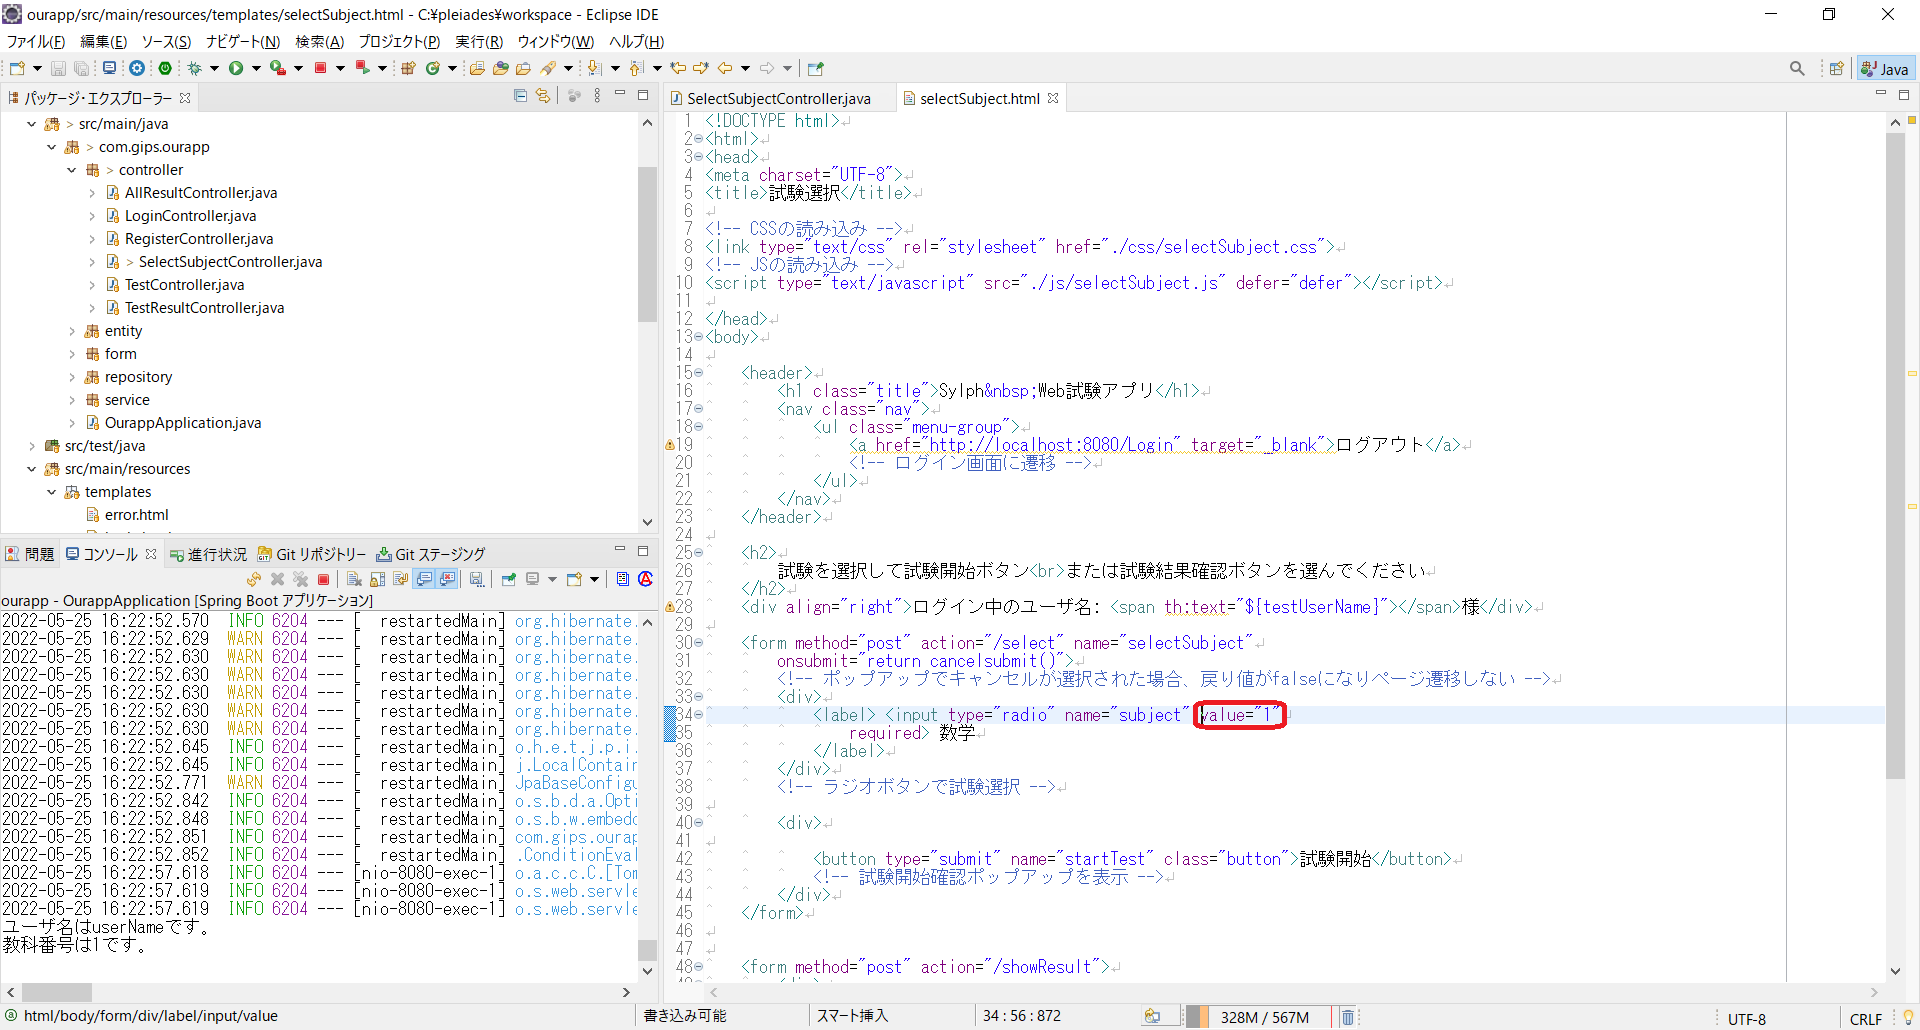 ourapp/src/main/resources/templates/selectSubject.html - C:¥pleiades¥workspace - Eclipse IDE
ファイル(F) 編集(E) ソース(S) ナビゲート(N) 検索(A) プロジェクト(P) 実行(R) ウィンドウ(W) ヘルプ(H)
Java
パッケージ・エクスプローラー
> src/main/java
> com.gips.ourapp
> controller
AllResultController.java
LoginController.java
RegisterController.java
> SelectSubjectController.java
TestController.java
TestResultController.java
entity
form
repository
service
OurappApplication.java
src/test/java
src/main/resources
templates
error.html
問題 コンソール 進行状況 Git リポジトリー Git ステージング
ourapp - OurappApplication [Spring Boot アプリケーション]
2022-05-25 16:22:52.570 INFO 6204 --- [ restartedMain] org.hibernate.
2022-05-25 16:22:52.629 WARN 6204 --- [ restartedMain] org.hibernate.
2022-05-25 16:22:52.630 WARN 6204 --- [ restartedMain] org.hibernate.
2022-05-25 16:22:52.630 WARN 6204 --- [ restartedMain] org.hibernate.
2022-05-25 16:22:52.630 WARN 6204 --- [ restartedMain] org.hibernate.
2022-05-25 16:22:52.630 WARN 6204 --- [ restartedMain] org.hibernate.
2022-05-25 16:22:52.630 WARN 6204 --- [ restartedMain] org.hibernate.
2022-05-25 16:22:52.645 INFO 6204 --- [ restartedMain] o.h.e.t.j.p.i.
2022-05-25 16:22:52.645 INFO 6204 --- [ restartedMain] j.LocalContain
2022-05-25 16:22:52.771 WARN 6204 --- [ restartedMain] JpaBaseConfigu
2022-05-25 16:22:52.842 INFO 6204 --- [ restartedMain] o.s.b.d.a.Opti
2022-05-25 16:22:52.848 INFO 6204 --- [ restartedMain] o.s.b.w.embedd
2022-05-25 16:22:52.851 INFO 6204 --- [ restartedMain] com.gips.ourap
2022-05-25 16:22:52.852 INFO 6204 --- [ restartedMain] .ConditionEval
2022-05-25 16:22:57.618 INFO 6204 --- [nio-8080-exec-1] o.a.c.c.C.[Tom
2022-05-25 16:22:57.619 INFO 6204 --- [nio-8080-exec-1] o.s.web.servle
2022-05-25 16:22:57.619 INFO 6204 --- [nio-8080-exec-1] o.s.web.servle
ユーザ名はuserNameです。
教科番号は1です。
SelectSubjectController.java selectSubject.html
1 <!DOCTYPE html>
2 <html>
3 <head>
4 <meta charset="UTF-8">
5 <title>試験選択</title>
6
7 <!-- CSSの読み込み -->
8 <link type="text/css" rel="stylesheet" href="./css/selectSubject.css">
9 <!-- JSの読み込み -->
10 <script type="text/javascript" src="./js/selectSubject.js" defer="defer"></script>
11
12 </head>
13 <body>
14
15 <header>
16 <h1 class="title">Sylph&nbsp;Web試験アプリ</h1>
17 <nav class="nav">
18 <ul class="menu-group">
19 <a href="http://localhost:8080/Login" target="_blank">ログアウト</a>
20 <!-- ログイン画面に遷移 -->
21 </ul>
22 </nav>
23 </header>
24
25 <h2>
26 試験を選択して試験開始ボタン<br>または試験結果確認ボタンを選んでください
27 </h2>
28 <div align="right">ログイン中のユーザ名: <span th:text="${testUserName}"></span>様</div>
29
30 <form method="post" action="/select" name="selectSubject"
31 onsubmit="return cancelsubmit()">
32 <!-- ポップアップでキャンセルが選択された場合、戻り値がfalseになりページ遷移しない -->
33 <div>
34 <label> <input type="radio" name="subject" value="1"
35 required> 数学
36 </label>
37 </div>
38 <!-- ラジオボタンで試験選択 -->
39
40 <div>
41
42 <button type="submit" name="startTest" class="button">試験開始</button>
43 <!-- 試験開始確認ポップアップを表示 -->
44 </div>
45 </form>
46
47
48 <form method="post" action="/showResult">
html/body/form/div/label/input/value 書き込み可能 スマート挿入 34 : 56 : 872 328M / 567M UTF-8 CRLF